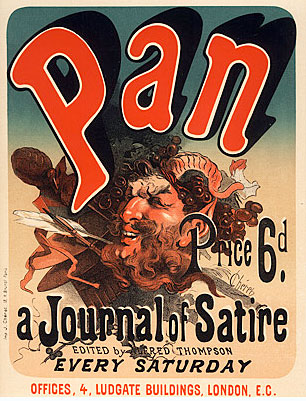 Pan
Price 6d.
Chéret
a Journal of Satire
EDITED by ALFRED THOMPSON
EVERY SATURDAY
OFFICES, 4, LUDGATE BUILDINGS, LONDON, E.C.